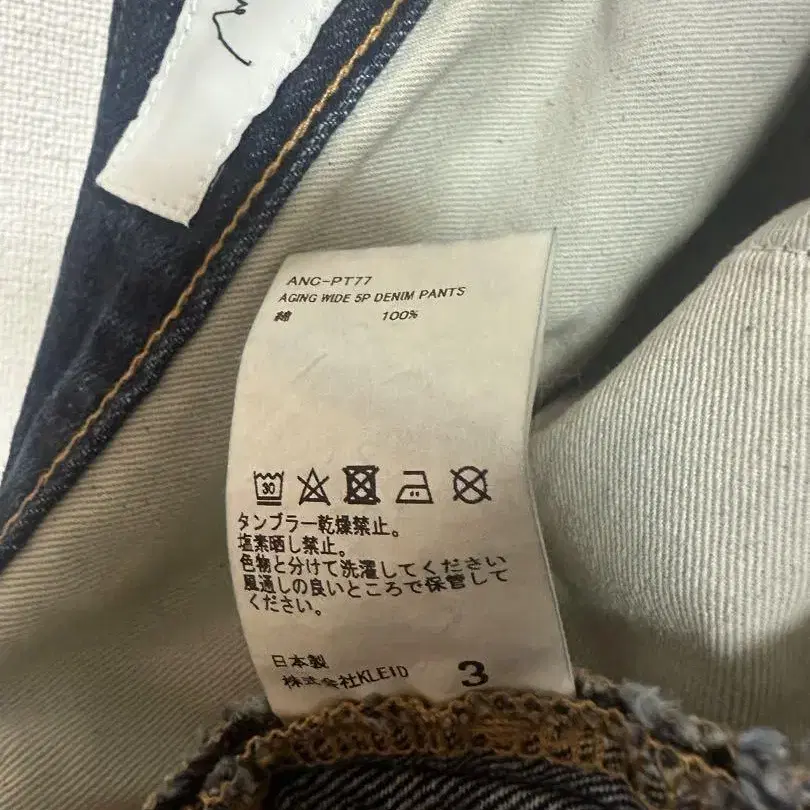 ANC-PT77
AGING WIDE 5P DENIM PANTS
綿 100%
30
タンブラー乾燥禁止。
塩素晒し禁止。
色物と分けて洗濯してください
風通しの良いところで保管して
ください。
日本製
株式会社KLEID 3